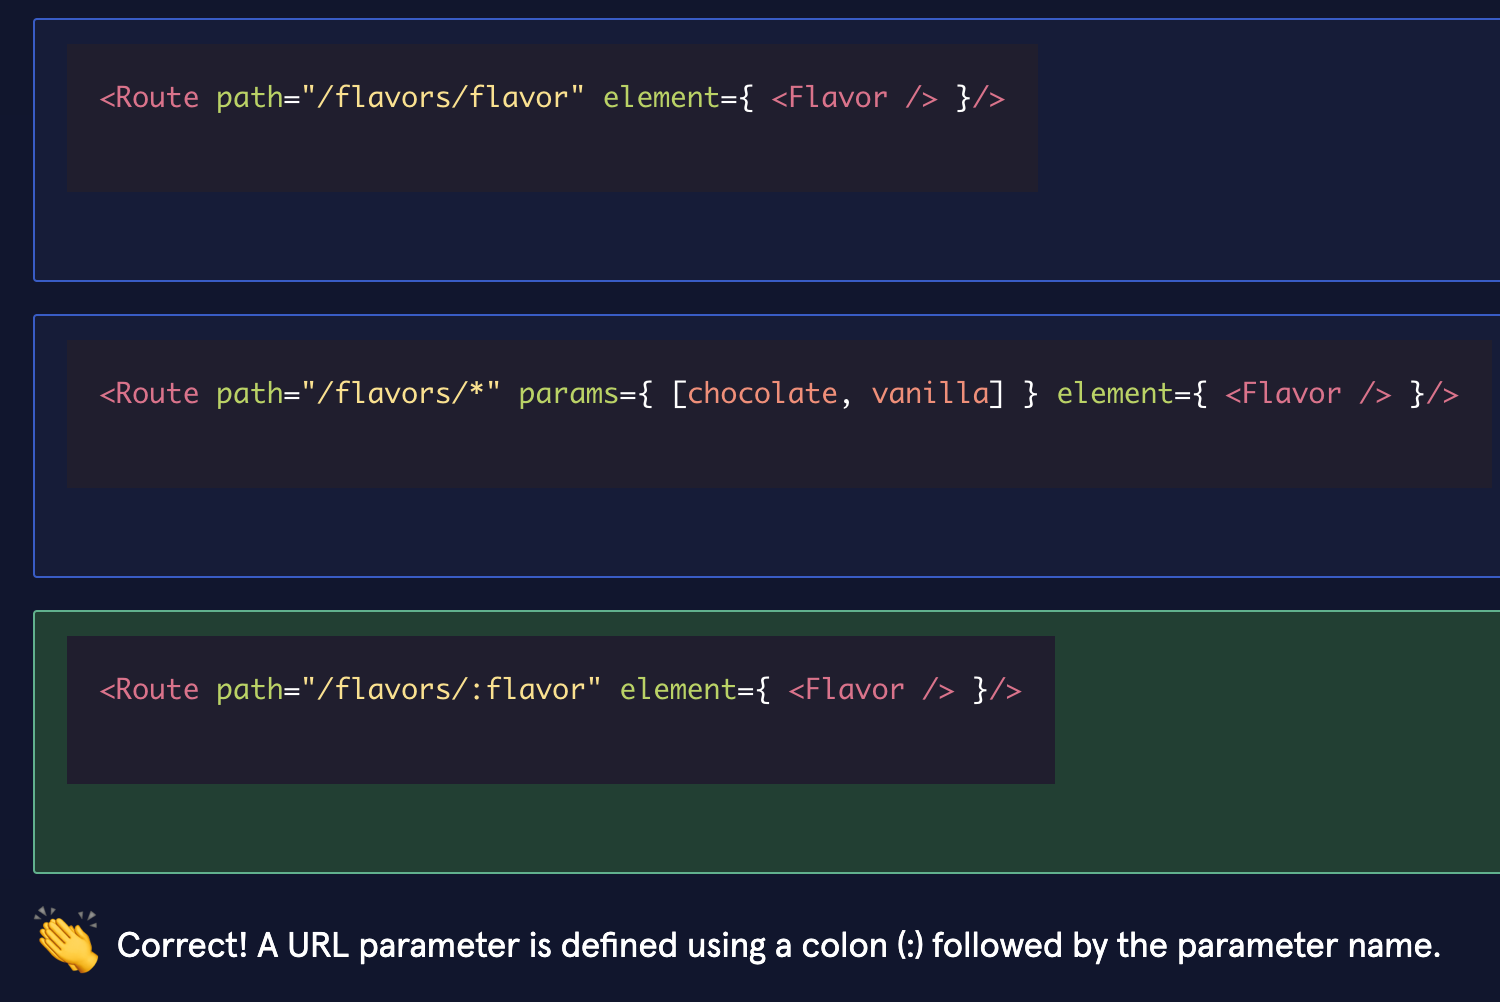 <Route path="/flavors/flavor" element={ <Flavor /> }/>
<Route path="/flavors/*" params={ [chocolate, vanilla] } element={ <Flavor /> }/>
<Route path="/flavors/:flavor" element={ <Flavor /> }/>
Correct! A URL parameter is defined using a colon (:) followed by the parameter name.